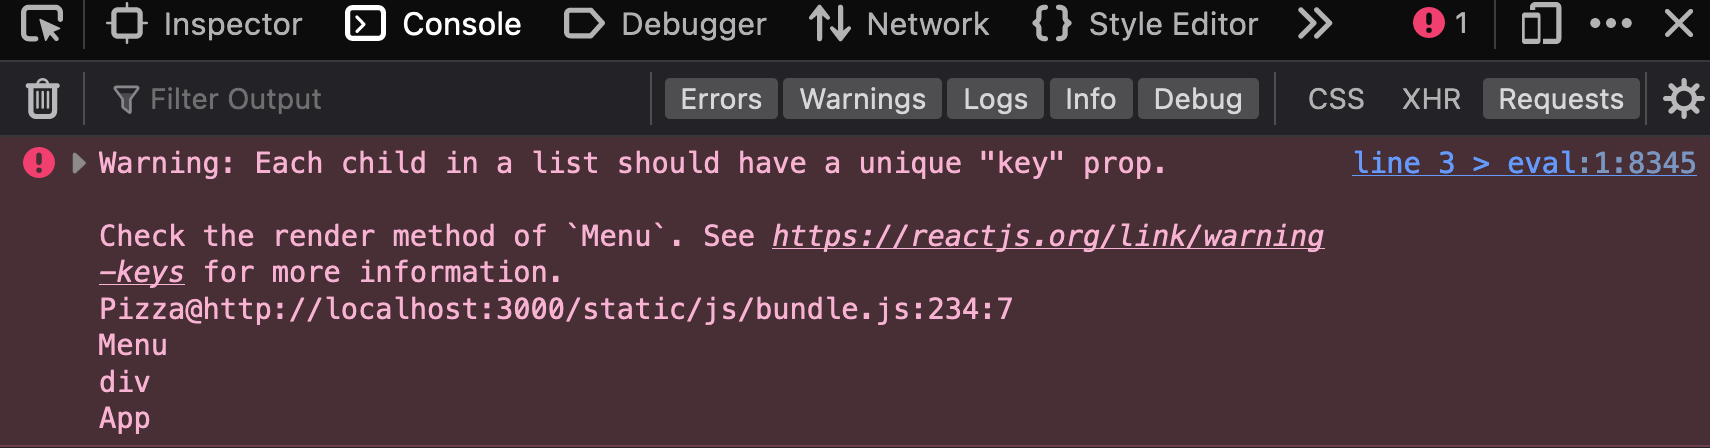 Inspector Console Debugger Network Style Editor 1
Filter Output Errors Warnings Logs Info Debug CSS XHR Requests
Warning: Each child in a list should have a unique "key" prop. line 3 > eval:1:8345
Check the render method of `Menu`. See https://reactjs.org/link/warning
-keys for more information.
Pizza@http://localhost:3000/static/js/bundle.js:234:7
Menu
div
App